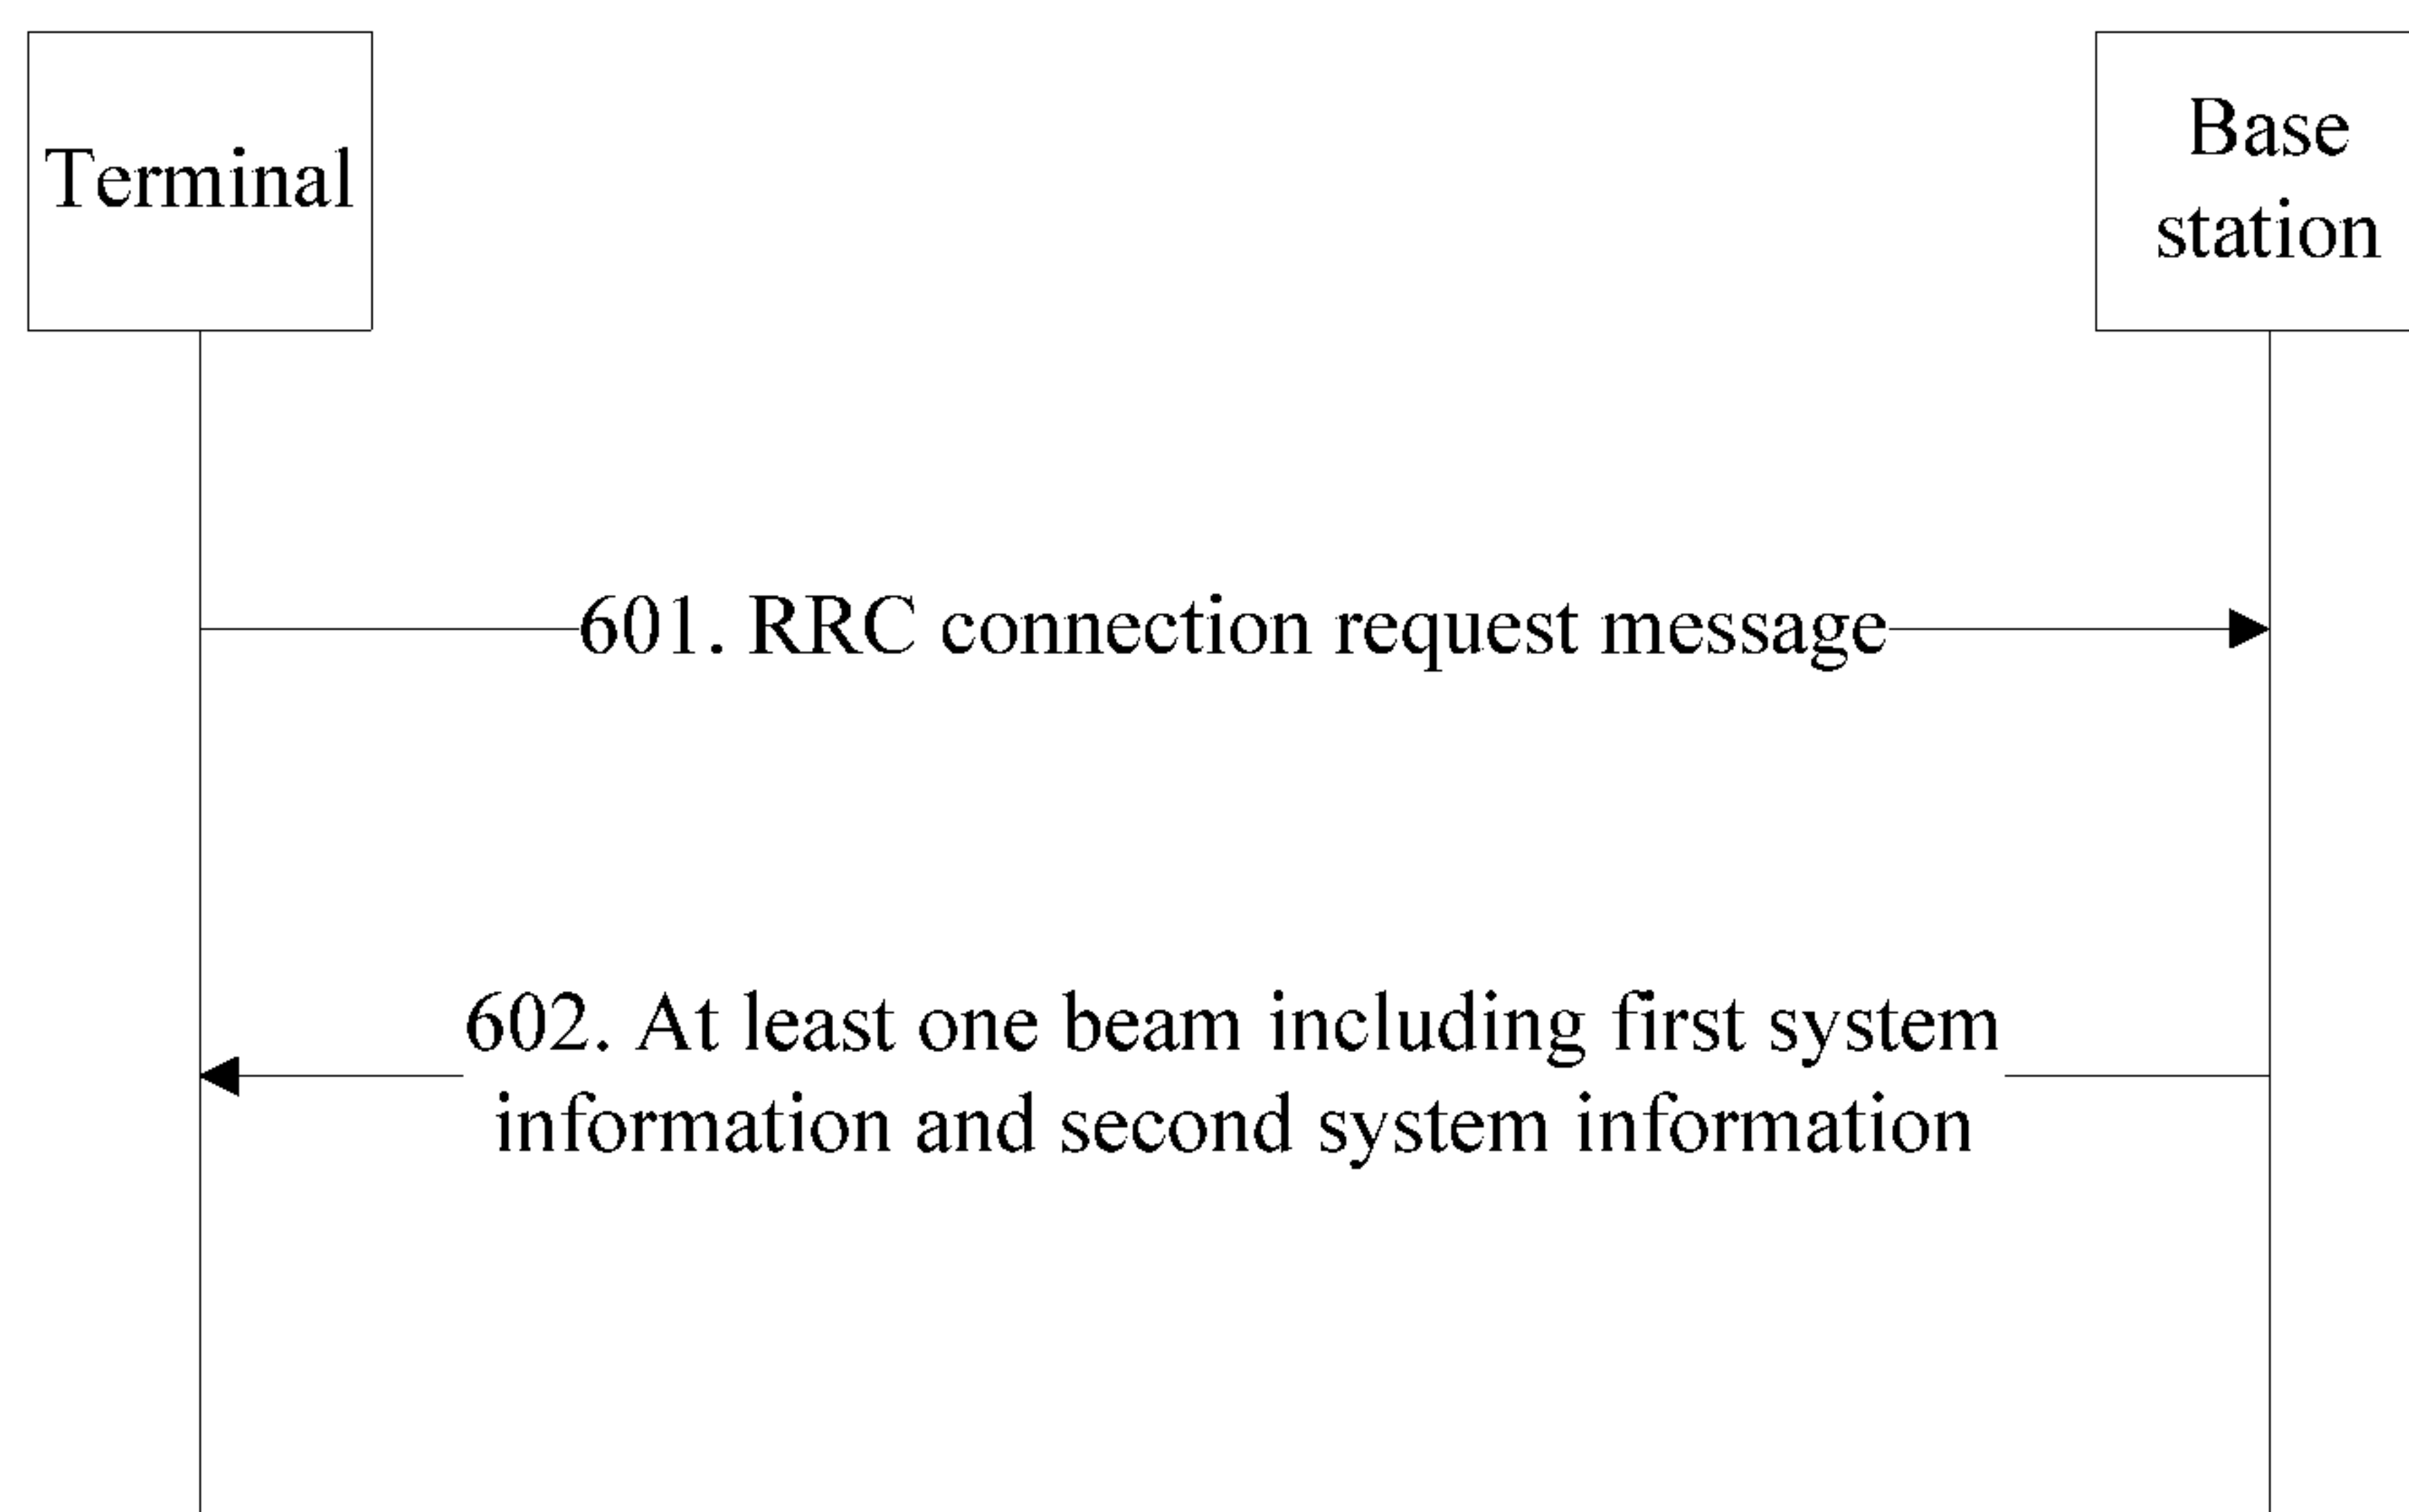 Terminal
Base
station
601. RRC connection request message
602. At least one beam including first system
information and second system information